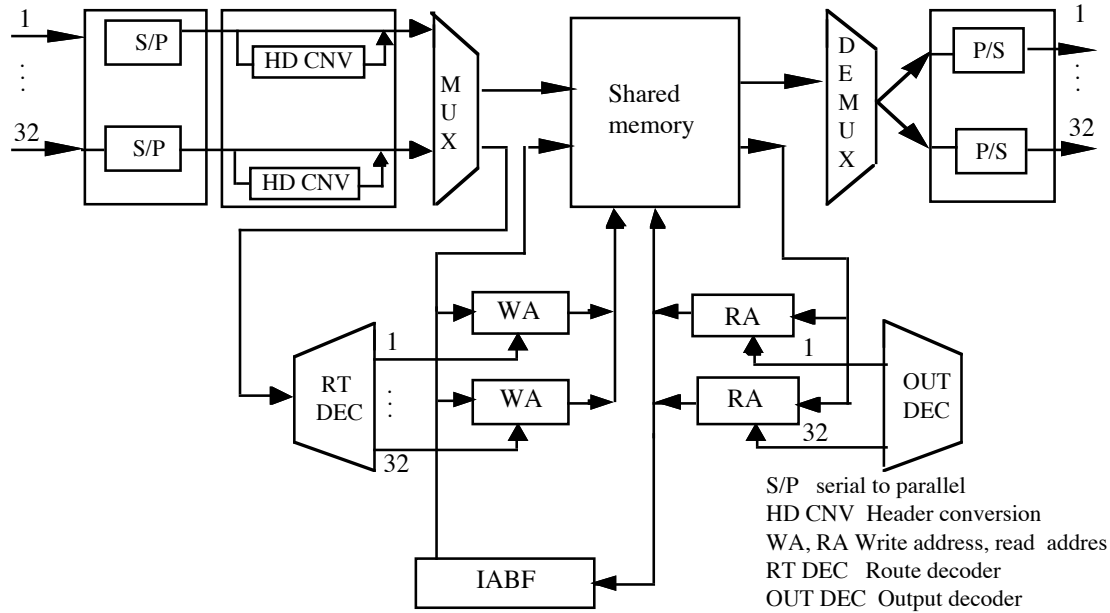 1
S/P
HD CNV
⋮
32
S/P
HD CNV
M
U
X
Shared
memory
D
E
M
U
X
P/S
1
⋮
P/S
32
WA
RA
1
1
RT
DEC
⋮
WA
RA
OUT
DEC
32
32
IABF
S/P serial to parallel
HD CNV Header conversion
WA, RA Write address, read addres
RT DEC Route decoder
OUT DEC Output decoder